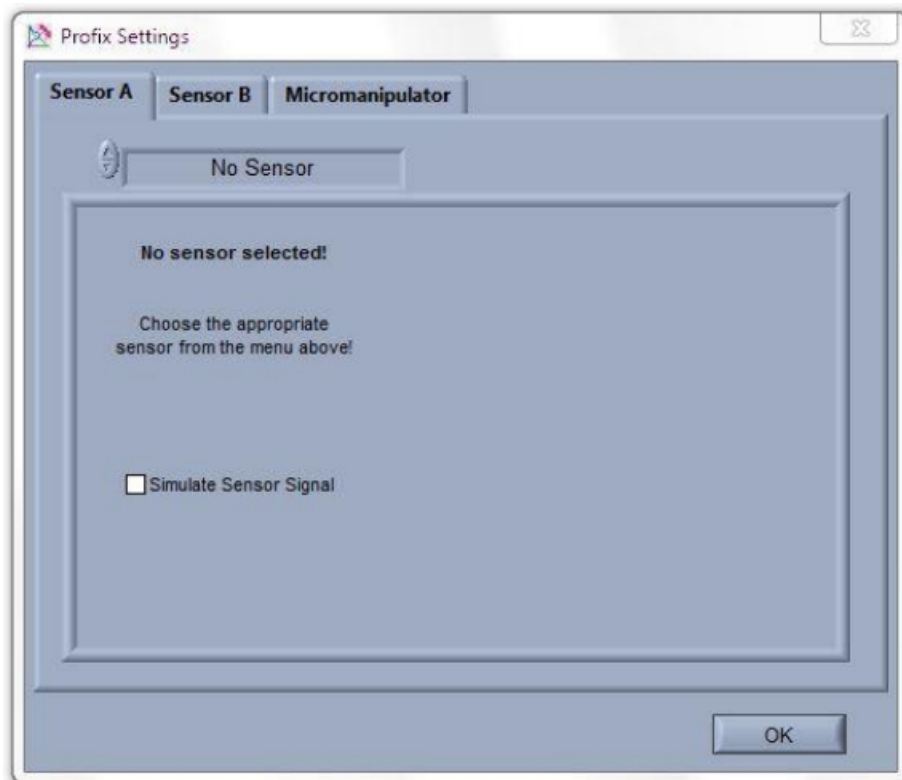 Profix Settings
Sensor A Sensor B Micromanipulator
No Sensor
No sensor selected!
Choose the appropriate
sensor from the menu above!
Simulate Sensor Signal
OK